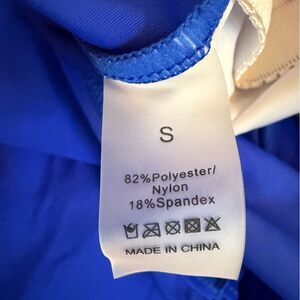 S
82%Polyester/
Nylon
18%Spandex
MADE IN CHINA